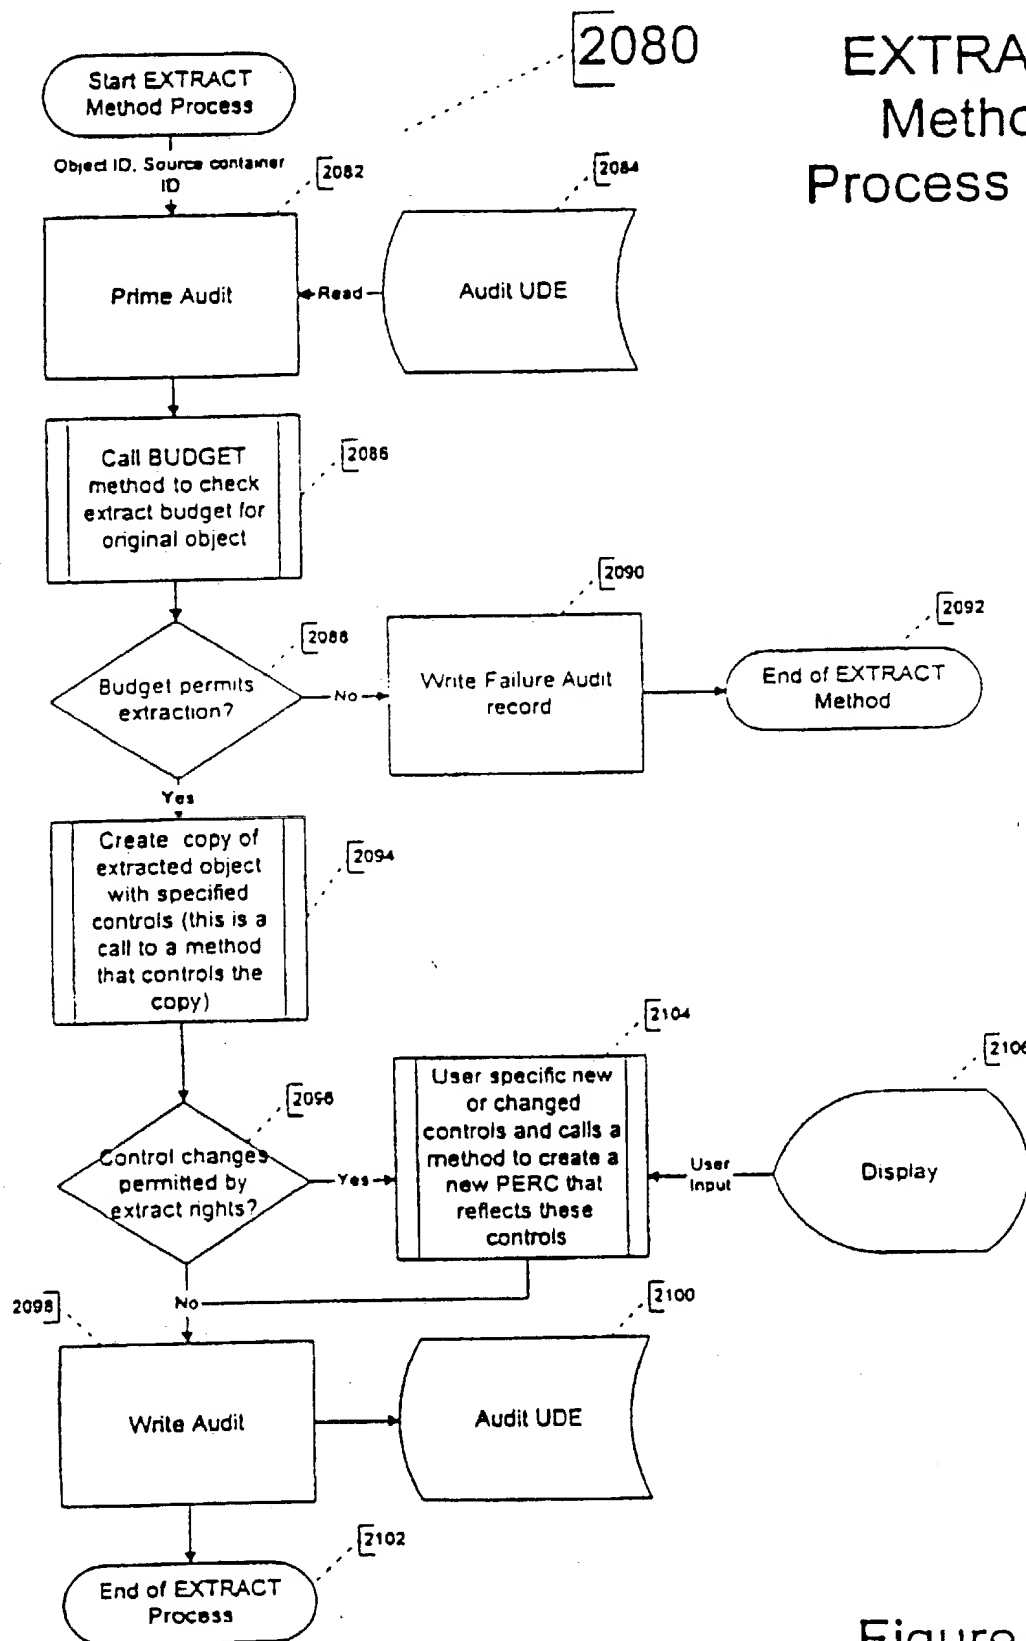 2080
EXTRA
Metho
Process
Start EXTRACT
Method Process
Object ID, Source container
ID
2082
2084
Prime Audit
Read
Audit UDE
Call BUDGET
method to check
extract budget for
original object
2086
2088
2090
2092
Budget permits
extraction?
No
Write Failure Audit
record
End of EXTRACT
Method
Yes
Create copy of
extracted object
with specified
controls (this is a
call to a method
that controls the
copy)
2094
2096
2104
2106
Control changes
permitted by
extract rights?
Yes
User specific new
or changed
controls and calls a
method to create a
new PERC that
reflects these
controls
User
Input
Display
No
2098
2100
Write Audit
Audit UDE
2102
End of EXTRACT
Process
Figure